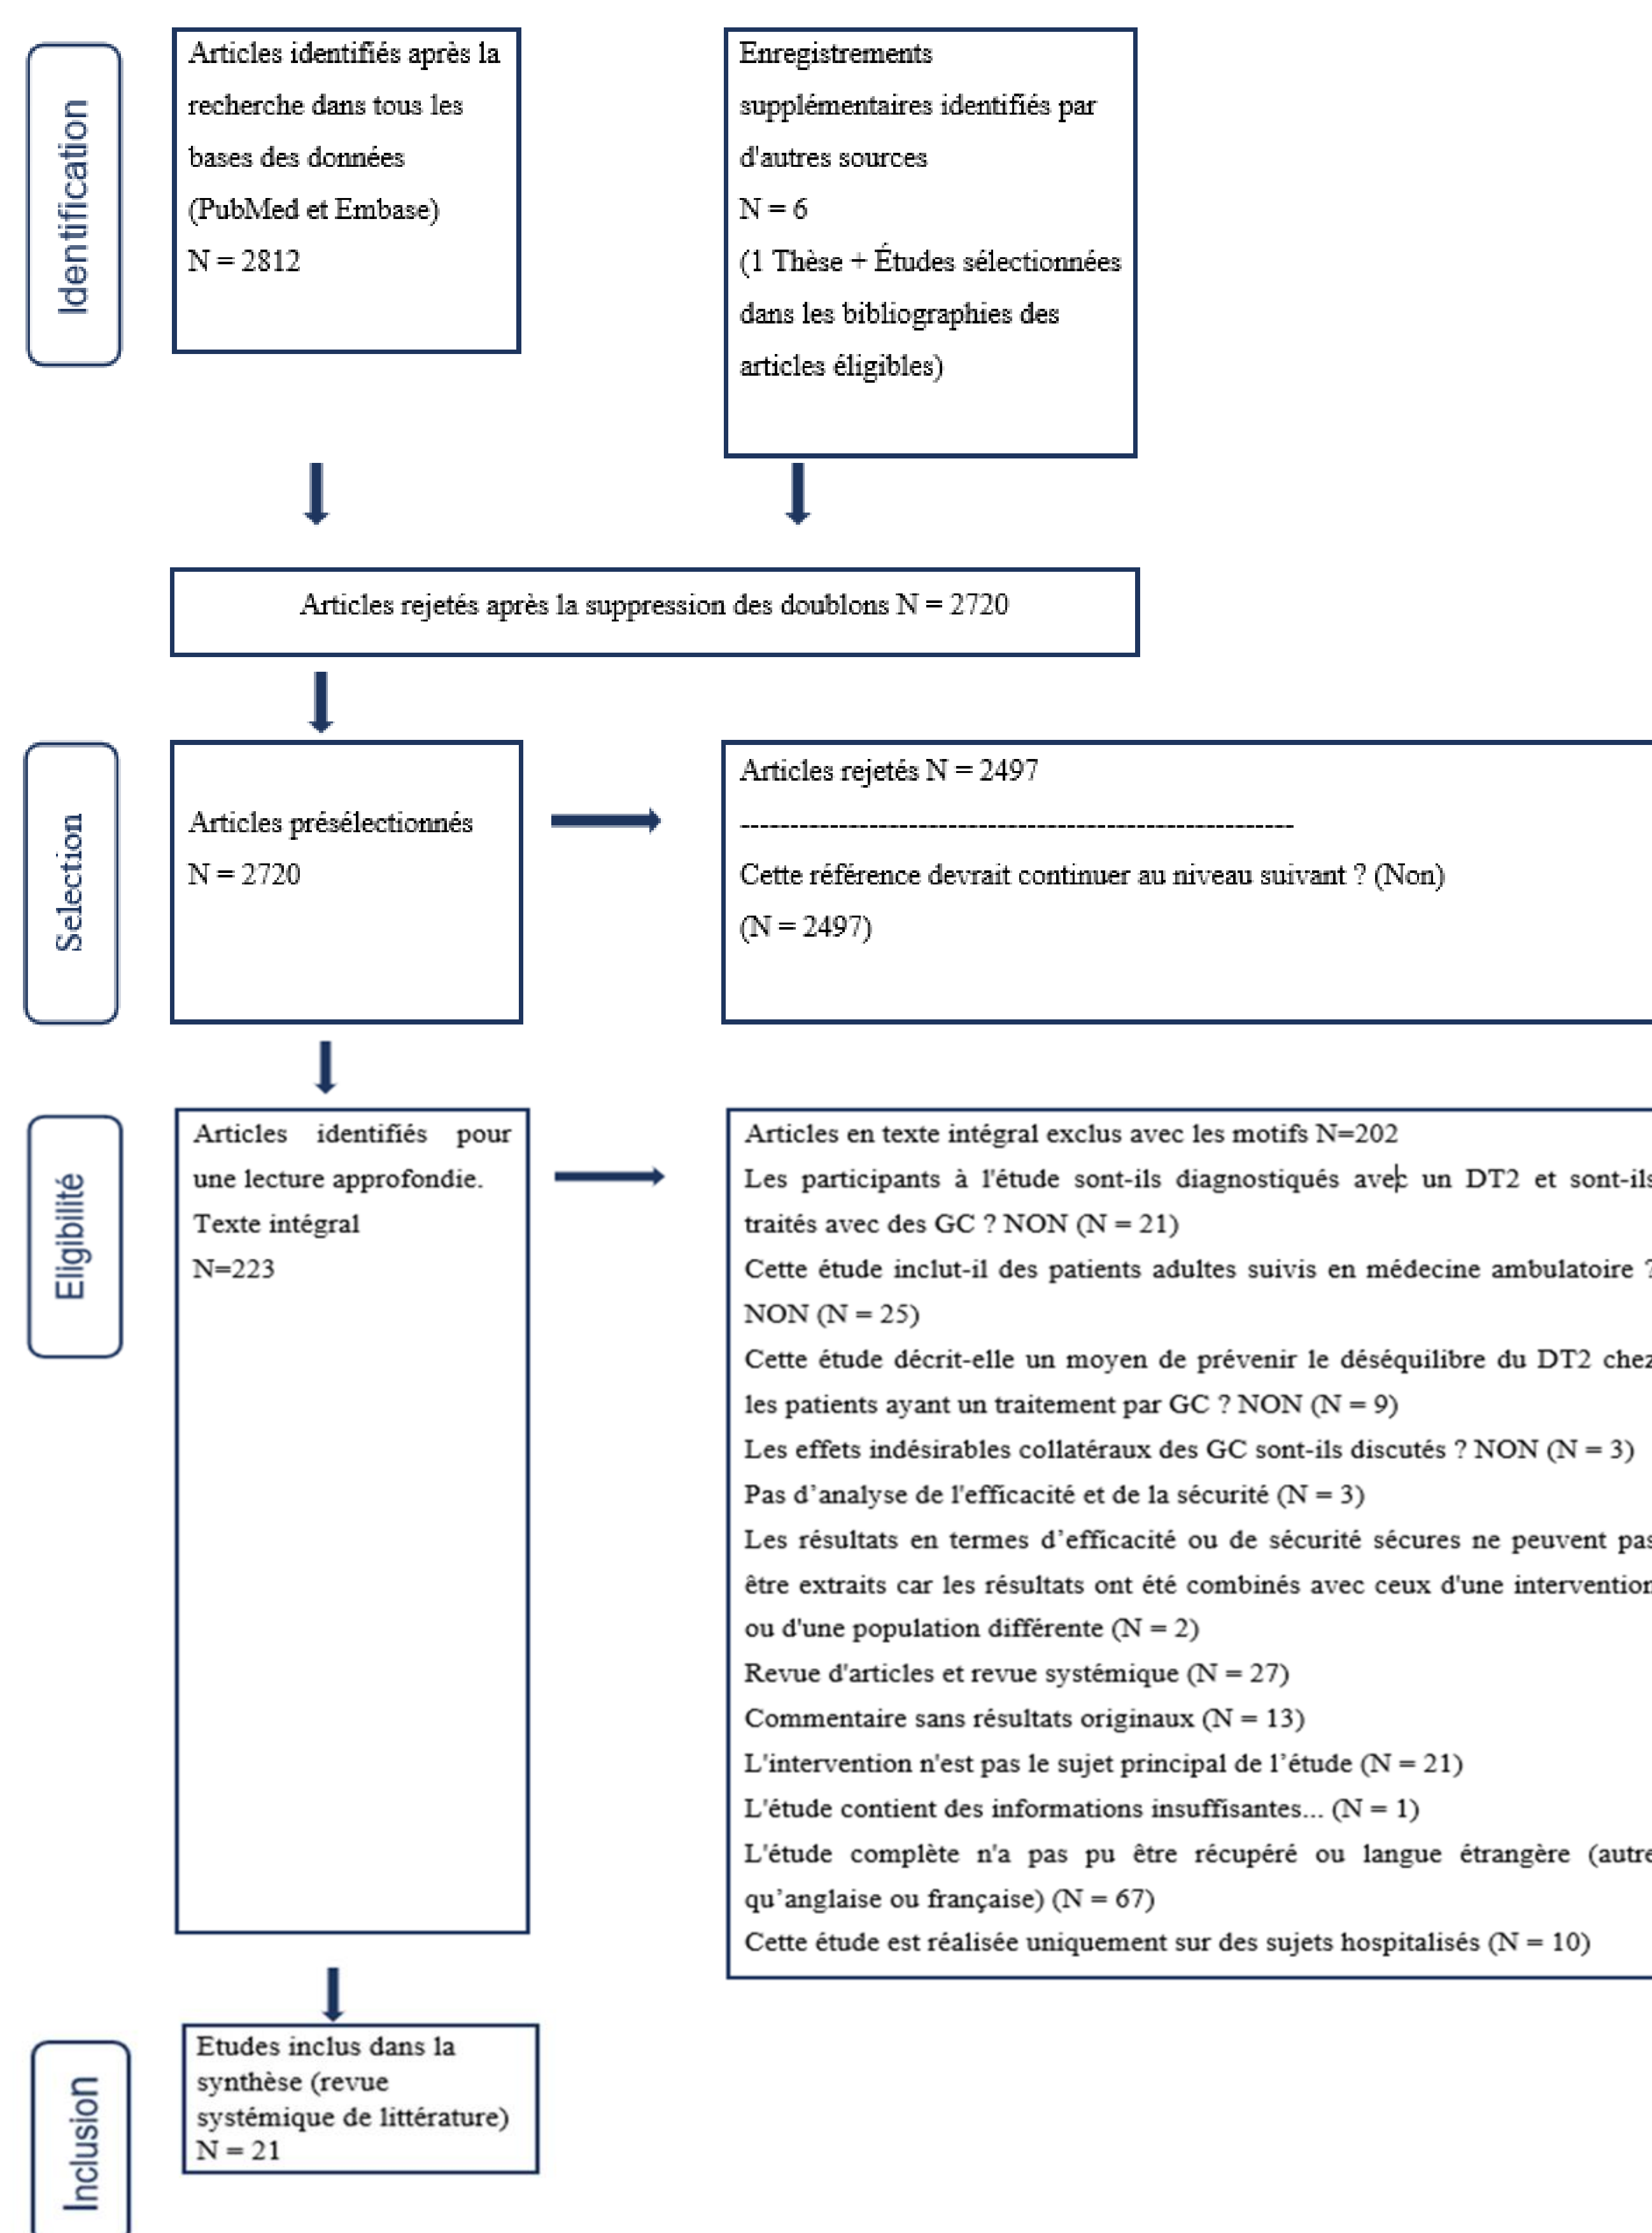 Identification
Articles identifiés après la
recherche dans tous les
bases des données
(PubMed et Embase)
N = 2812
Enregistrements
supplémentaires identifiés par
d'autres sources
N = 6
(1 Thèse + Études sélectionnées
dans les bibliographies des
articles éligibles)
Articles rejetés après la suppression des doublons N = 2720
Selection
Articles présélectionnés
N = 2720
Articles rejetés N = 2497
-------------------------------------------------------
Cette référence devrait continuer au niveau suivant ? (Non)
(N = 2497)
Eligibilité
Articles identifiés pour
une lecture approfondie.
Texte intégral
N=223
Articles en texte intégral exclus avec les motifs N=202
Les participants à l'étude sont-ils diagnostiqués avec un DT2 et sont-ils
traités avec des GC ? NON (N = 21)
Cette étude inclut-il des patients adultes suivis en médecine ambulatoire ?
NON (N = 25)
Cette étude décrit-elle un moyen de prévenir le déséquilibre du DT2 chez
les patients ayant un traitement par GC ? NON (N = 9)
Les effets indésirables collatéraux des GC sont-ils discutés ? NON (N = 3)
Pas d’analyse de l'efficacité et de la sécurité (N = 3)
Les résultats en termes d’efficacité ou de sécurité sécures ne peuvent pas
être extraits car les résultats ont été combinés avec ceux d'une intervention
ou d'une population différente (N = 2)
Revue d'articles et revue systémique (N = 27)
Commentaire sans résultats originaux (N = 13)
L'intervention n'est pas le sujet principal de l’étude (N = 21)
L'étude contient des informations insuffisantes... (N = 1)
L'étude complète n'a pas pu être récupéré ou langue étrangère (autre
qu’anglaise ou française) (N = 67)
Cette étude est réalisée uniquement sur des sujets hospitalisés (N = 10)
Inclusion
Etudes inclus dans la
synthèse (revue
systémique de littérature)
N = 21